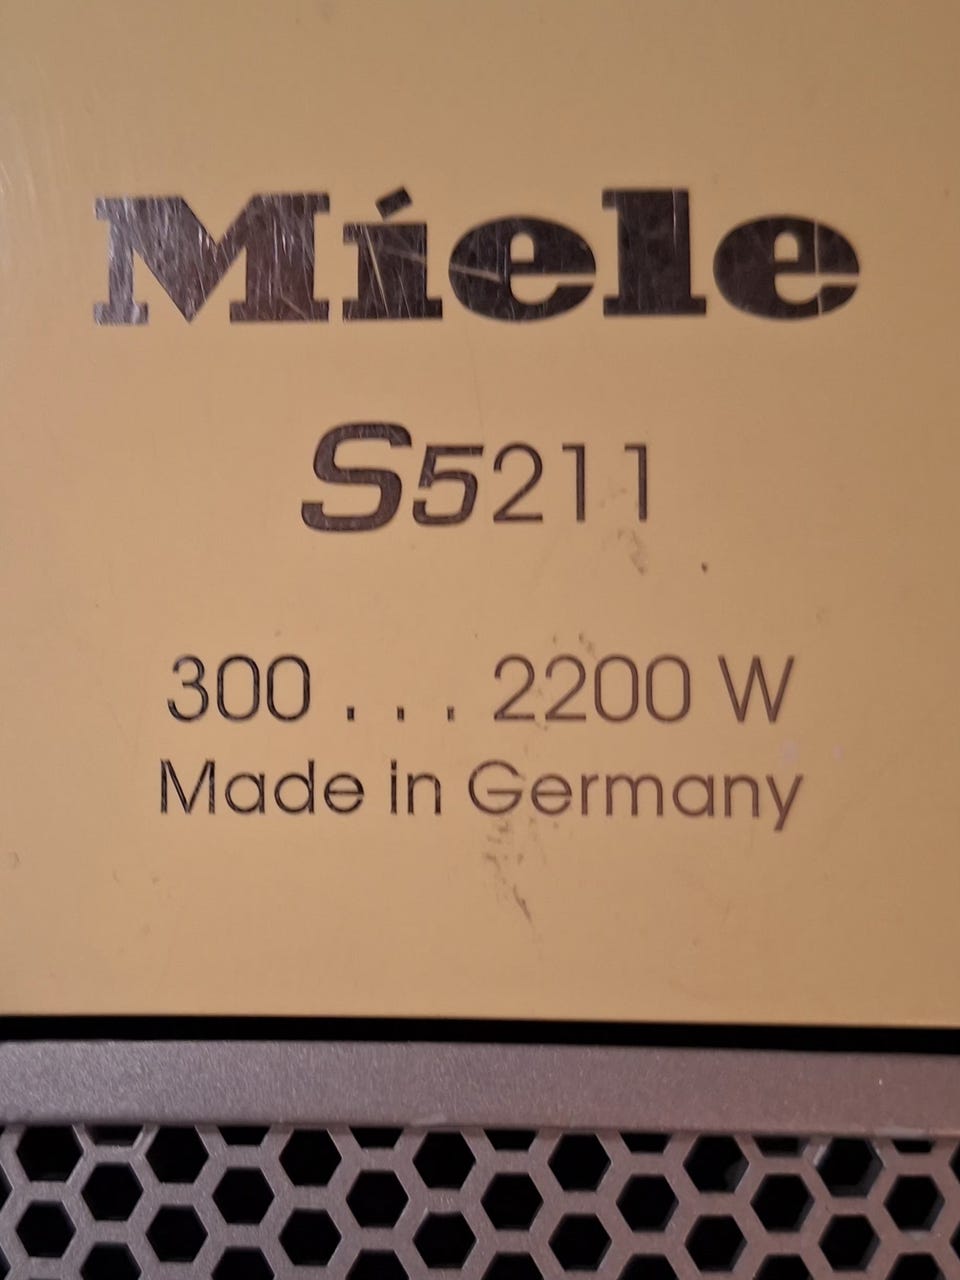 Miele
S5211
300 . . . 2200 W
Made in Germany